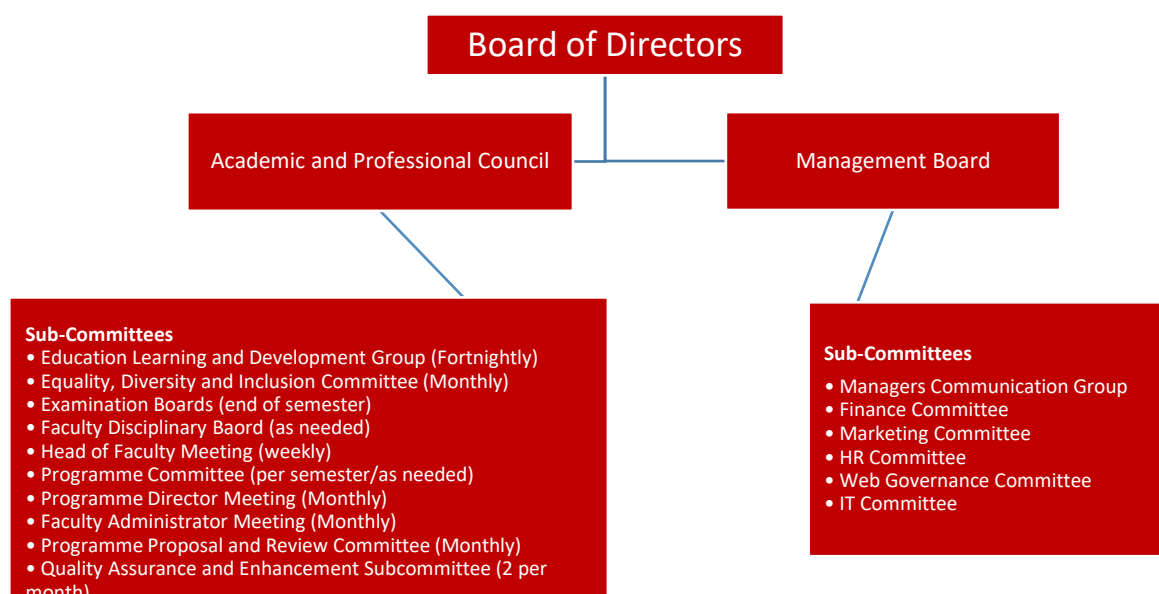 Board of Directors
Academic and Professional Council
Management Board
Sub-Committees
• Education Learning and Development Group (Fortnightly)
• Equality, Diversity and Inclusion Committee (Monthly)
• Examination Boards (end of semester)
• Faculty Disciplinary Baord (as needed)
• Head of Faculty Meeting (weekly)
• Programme Committee (per semester/as needed)
• Programme Director Meeting (Monthly)
• Faculty Administrator Meeting (Monthly)
• Programme Proposal and Review Committee (Monthly)
• Quality Assurance and Enhancement Subcommittee (2 per
month)
Sub-Committees
• Managers Communication Group
• Finance Committee
• Marketing Committee
• HR Committee
• Web Governance Committee
• IT Committee